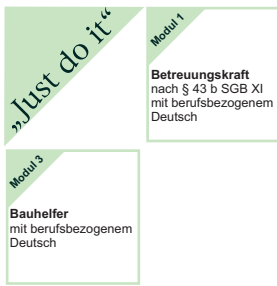 „Just do it“
Modul 1
Betreuungskraft
nach § 43 b SGB XI
mit berufsbezogenem
Deutsch
Modul 3
Bauhelfer
mit berufsbezogenem
Deutsch